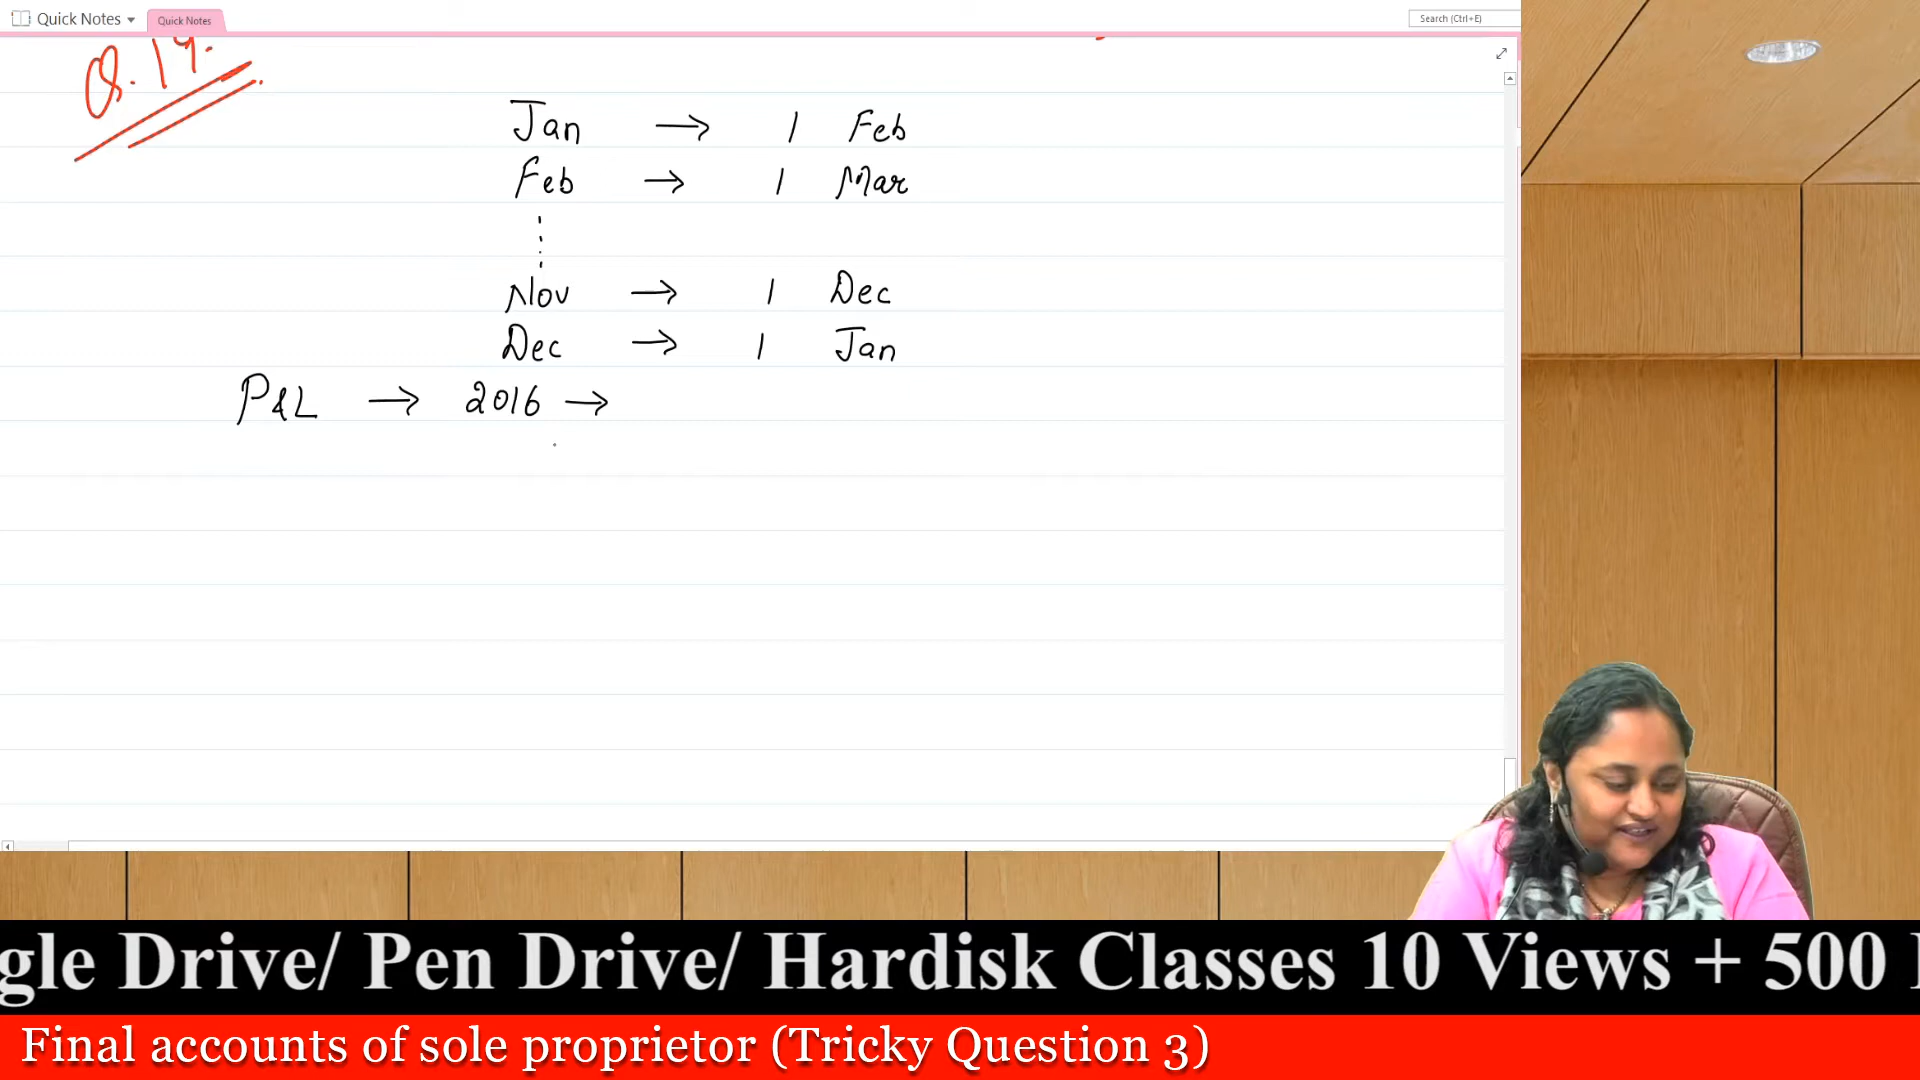 Quick Notes
Quick Notes
Search (Ctrl+E)
Q. 19.
Jan → 1 Feb
Feb → 1 Mar
Nov → 1 Dec
Dec → 1 Jan
P&L → 2016 →
gle Drive/ Pen Drive/ Hardisk Classes 10 Views + 500
Final accounts of sole proprietor (Tricky Question 3)